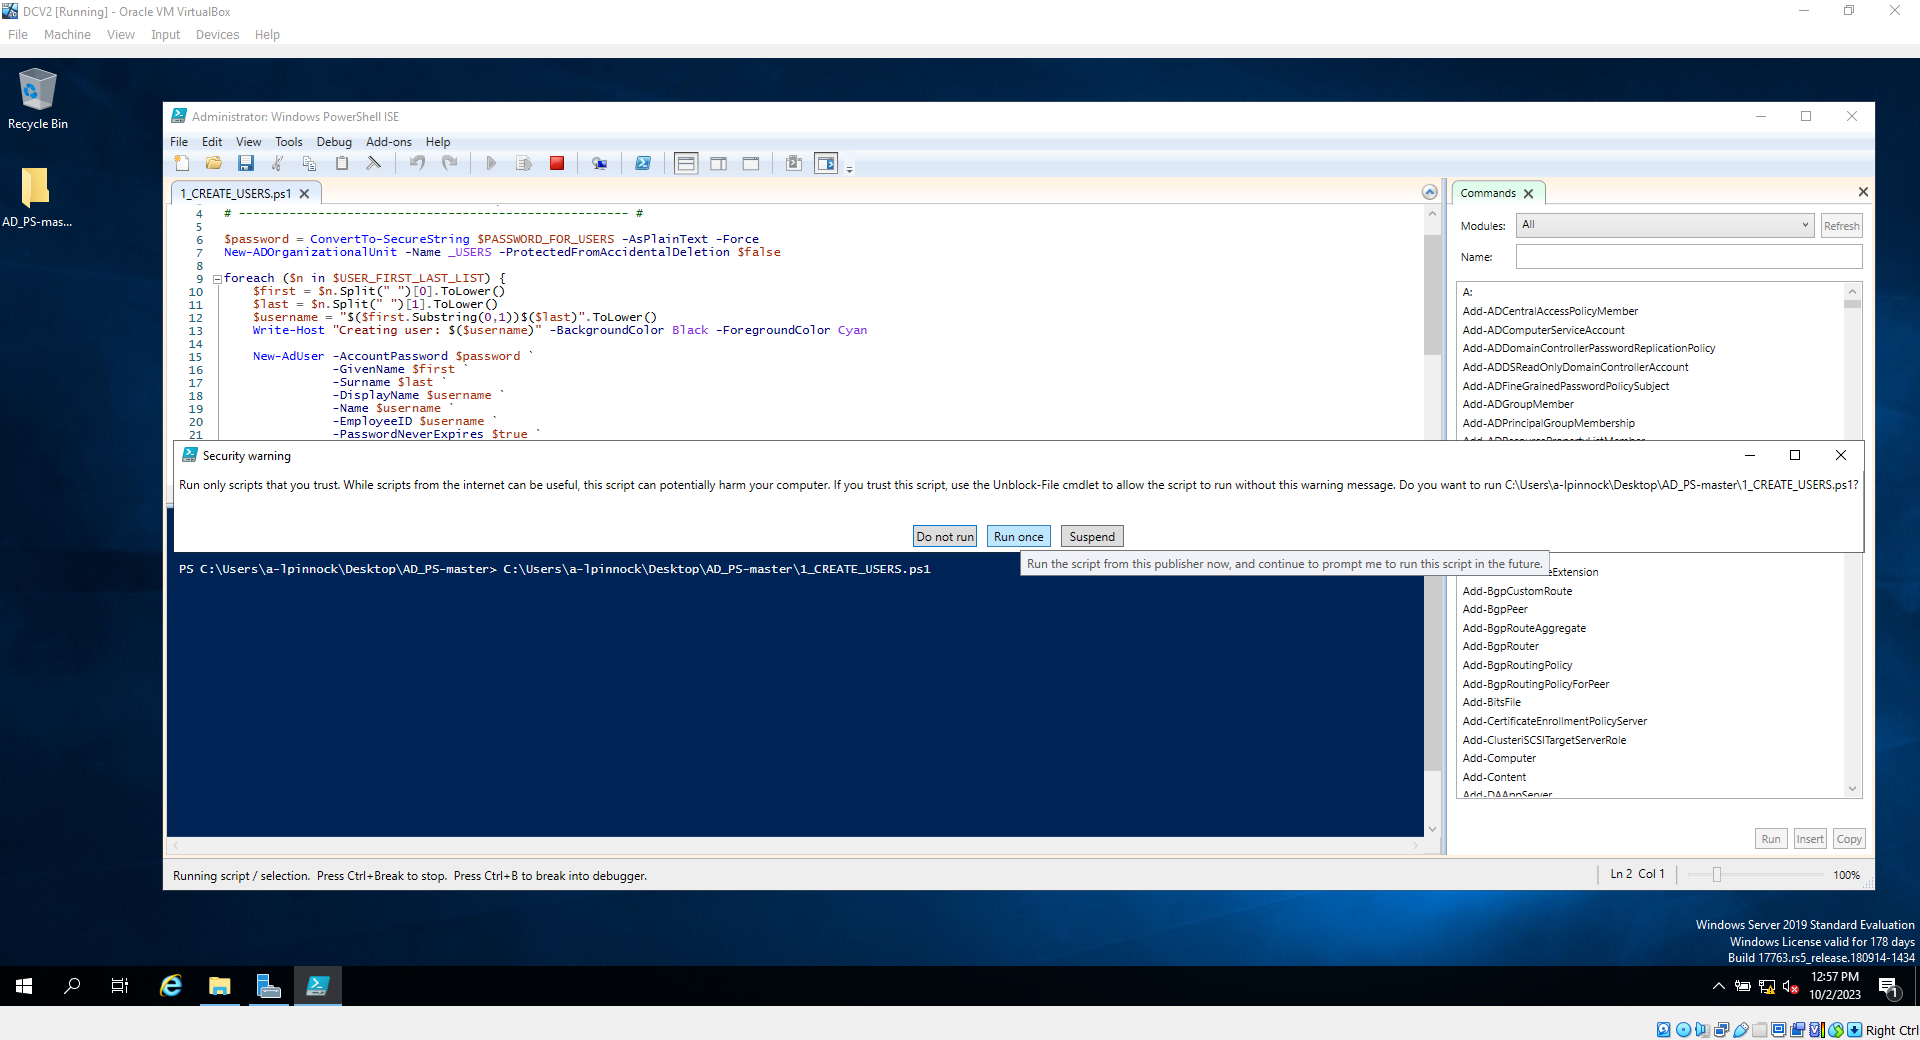 DCV2 [Running] - Oracle VM VirtualBox
File Machine View Input Devices Help
Recycle Bin
AD_PS-mas...
Administrator: Windows PowerShell ISE
File Edit View Tools Debug Add-ons Help
1_CREATE_USERS.ps1
4 # ------------------------------------------------------ #
5
6 $password = ConvertTo-SecureString $PASSWORD_FOR_USERS -AsPlainText -Force
7 New-ADOrganizationalUnit -Name _USERS -ProtectedFromAccidentalDeletion $false
8
9 foreach ($n in $USER_FIRST_LAST_LIST) {
10 $first = $n.Split(" ")[0].ToLower()
11 $last = $n.Split(" ")[1].ToLower()
12 $username = "$($first.Substring(0,1))$($last)".ToLower()
13 Write-Host "Creating user: $($username)" -BackgroundColor Black -ForegroundColor Cyan
14
15 New-AdUser -AccountPassword $password `
16 -GivenName $first `
17 -Surname $last `
18 -DisplayName $username `
19 -Name $username `
20 -EmployeeID $username `
21 -PasswordNeverExpires $true `
Security warning
Run only scripts that you trust. While scripts from the internet can be useful, this script can potentially harm your computer. If you trust this script, use the Unblock-File cmdlet to allow the script to run without this warning message. Do you want to run C:\Users\a-lpinnock\Desktop\AD_PS-master\1_CREATE_USERS.ps1?
Do not run Run once Suspend
Run the script from this publisher now, and continue to prompt me to run this script in the future.
PS C:\Users\a-lpinnock\Desktop\AD_PS-master> C:\Users\a-lpinnock\Desktop\AD_PS-master\1_CREATE_USERS.ps1
Commands
Modules: All Refresh
Name:
A:
Add-ADCentralAccessPolicyMember
Add-ADComputerServiceAccount
Add-ADDomainControllerPasswordReplicationPolicy
Add-ADDSReadOnlyDomainControllerAccount
Add-ADFineGrainedPasswordPolicySubject
Add-ADGroupMember
Add-ADPrincipalGroupMembership
Add-ADResourcePropertyListMember
eExtension
Add-BgpCustomRoute
Add-BgpPeer
Add-BgpRouteAggregate
Add-BgpRouter
Add-BgpRoutingPolicy
Add-BgpRoutingPolicyForPeer
Add-BitsFile
Add-CertificateEnrollmentPolicyServer
Add-ClusteriSCSITargetServerRole
Add-Computer
Add-Content
Add-DAAppServer
Run Insert Copy
Running script / selection. Press Ctrl+Break to stop. Press Ctrl+B to break into debugger.
Ln 2 Col 1
100%
Windows Server 2019 Standard Evaluation
Windows License valid for 178 days
Build 17763.rs5_release.180914-1434
12:57 PM
10/2/2023
1
Right Ctrl